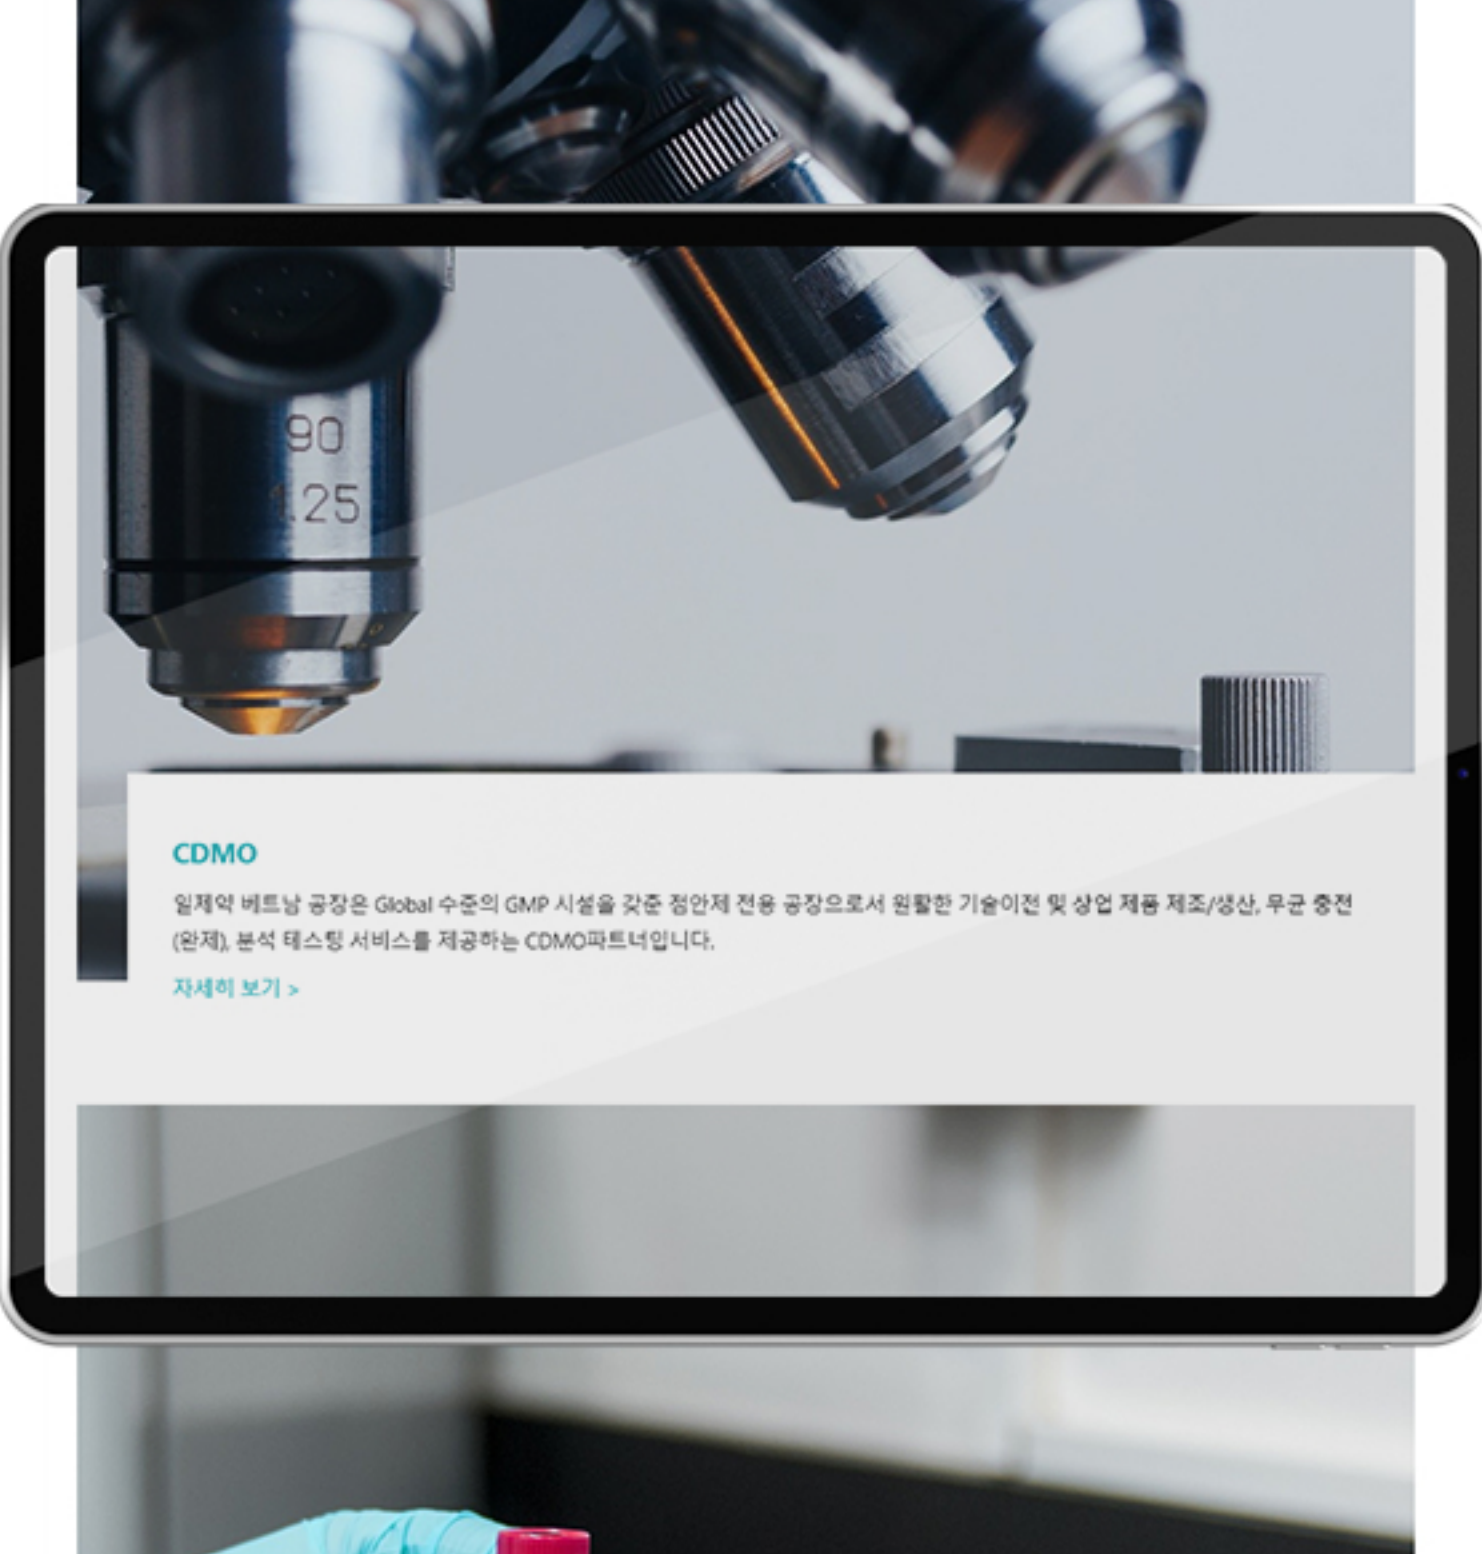 90
125
CDMO
일제약 베트남 공장은 Global 수준의 GMP 시설을 갖춘 점안제 전용 공장으로서 원활한 기술이전 및 상업 제품 제조/생산, 무균 충전
(완제), 분석 테스팅 서비스를 제공하는 CDMO파트너입니다.
자세히 보기 >